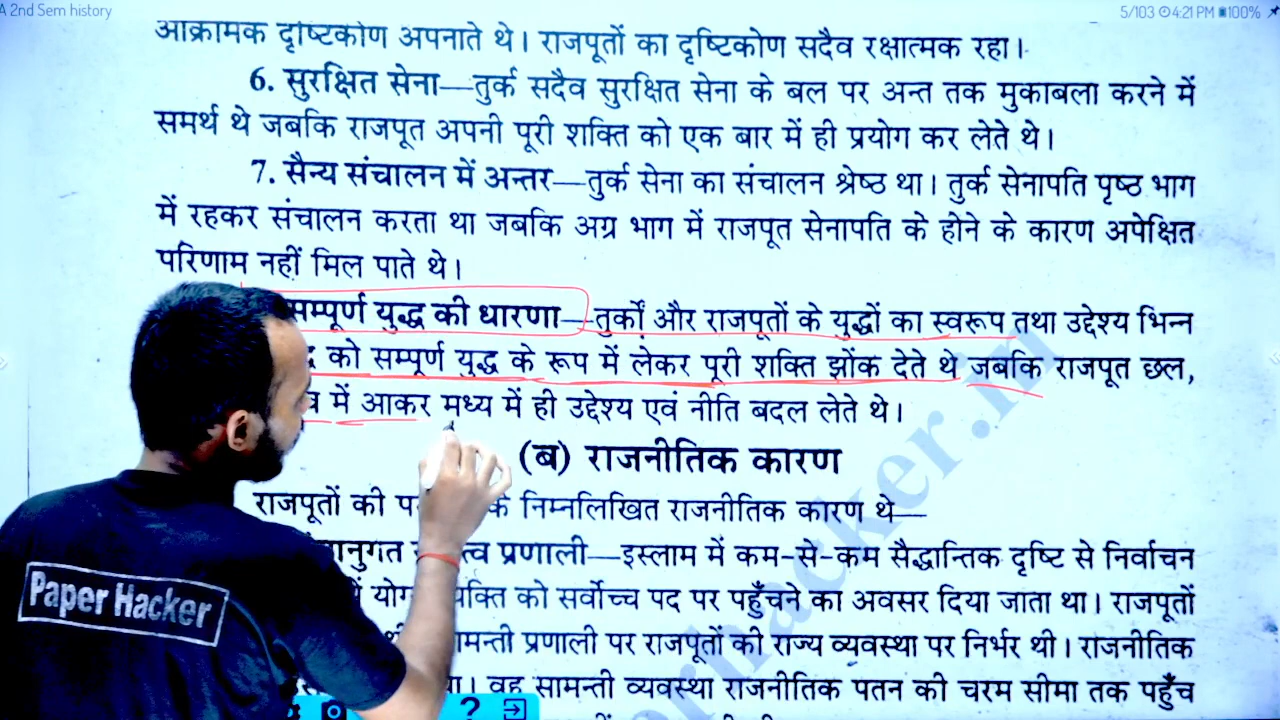 A 2nd Sem history
5/103 4:21 PM 100%
आक्रामक दृष्टिकोण अपनाते थे। राजपूतों का दृष्टिकोण सदैव रक्षात्मक रहा।
6. सुरक्षित सेना—तुर्क सदैव सुरक्षित सेना के बल पर अन्त तक मुकाबला करने में
समर्थ थे जबकि राजपूत अपनी पूरी शक्ति को एक बार में ही प्रयोग कर लेते थे।
7. सैन्य संचालन में अन्तर—तुर्क सेना का संचालन श्रेष्ठ था। तुर्क सेनापति पृष्ठ भाग
में रहकर संचालन करता था जबकि अग्र भाग में राजपूत सेनापति के होने के कारण अपेक्षित
परिणाम नहीं मिल पाते थे।
सम्पूर्ण युद्ध की धारणा—तुर्कों और राजपूतों के युद्धों का स्वरूप तथा उद्देश्य भिन्न
को सम्पूर्ण युद्ध के रूप में लेकर पूरी शक्ति झोंक देते थे जबकि राजपूत छल,
में आकर मध्य में ही उद्देश्य एवं नीति बदल लेते थे।
(ब) राजनीतिक कारण
राजपूतों की के निम्नलिखित राजनीतिक कारण थे—
प्रणाली—इस्लाम में कम-से-कम सैद्धान्तिक दृष्टि से निर्वाचन
को सर्वोच्च पद पर पहुँचने का अवसर दिया जाता था। राजपूतों
प्रणाली पर राजपूतों की राज्य व्यवस्था पर निर्भर थी। राजनीतिक
वह सामन्ती व्यवस्था राजनीतिक पतन की चरम सीमा तक पहुँच
Paper Hacker